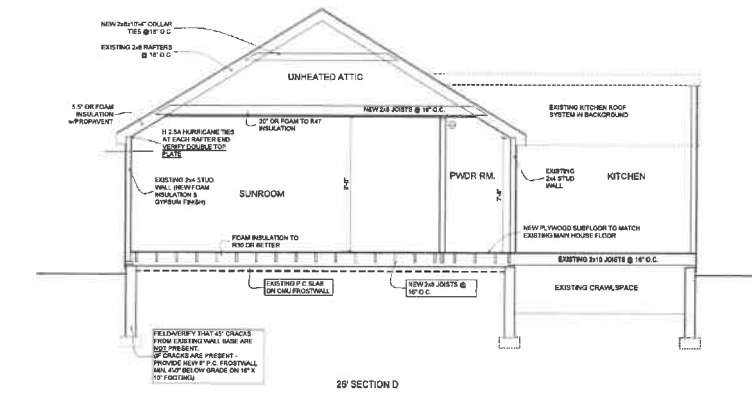 NEW 2x6x10'-4" COLLAR
TIES @16" O.C.
EXISTING 2x8 RAFTERS
@ 16" O.C.
UNHEATED ATTIC
5.5" OR FOAM
INSULATION
w/PROPAVENT
NEW 2x8 JOISTS @ 16" O.C.
20" OR FOAM TO R47
INSULATION
EXISTING KITCHEN ROOF
SYSTEM IN BACKGROUND
H 2.5A HURRICANE TIES
AT EACH RAFTER END
VERIFY DOUBLE TOP
PLATE
EXISTING 2x4 STUD
WALL (NEW FOAM
INSULATION &
GYPSUM FINISH)
SUNROOM
PWDR RM.
EXISTING
2x4 STUD
WALL
KITCHEN
FOAM INSULATION TO
R30 OR BETTER
NEW PLYWOOD SUBFLOOR TO MATCH
EXISTING MAIN HOUSE FLOOR
EXISTING 2x10 JOISTS @ 16" O.C.
EXISTING P.C SLAB
ON CMU FROSTWALL
NEW 2x8 JOISTS @
16" O.C.
EXISTING CRAWLSPACE
FIELD VERIFY THAT 45° CRACKS
FROM EXISTING WALL BASE ARE
NOT PRESENT.
(IF CRACKS ARE PRESENT -
PROVIDE NEW 8" P.C. FROSTWALL
MIN. 4'-0" BELOW GRADE ON 16" X
10" FOOTING)
26' SECTION D